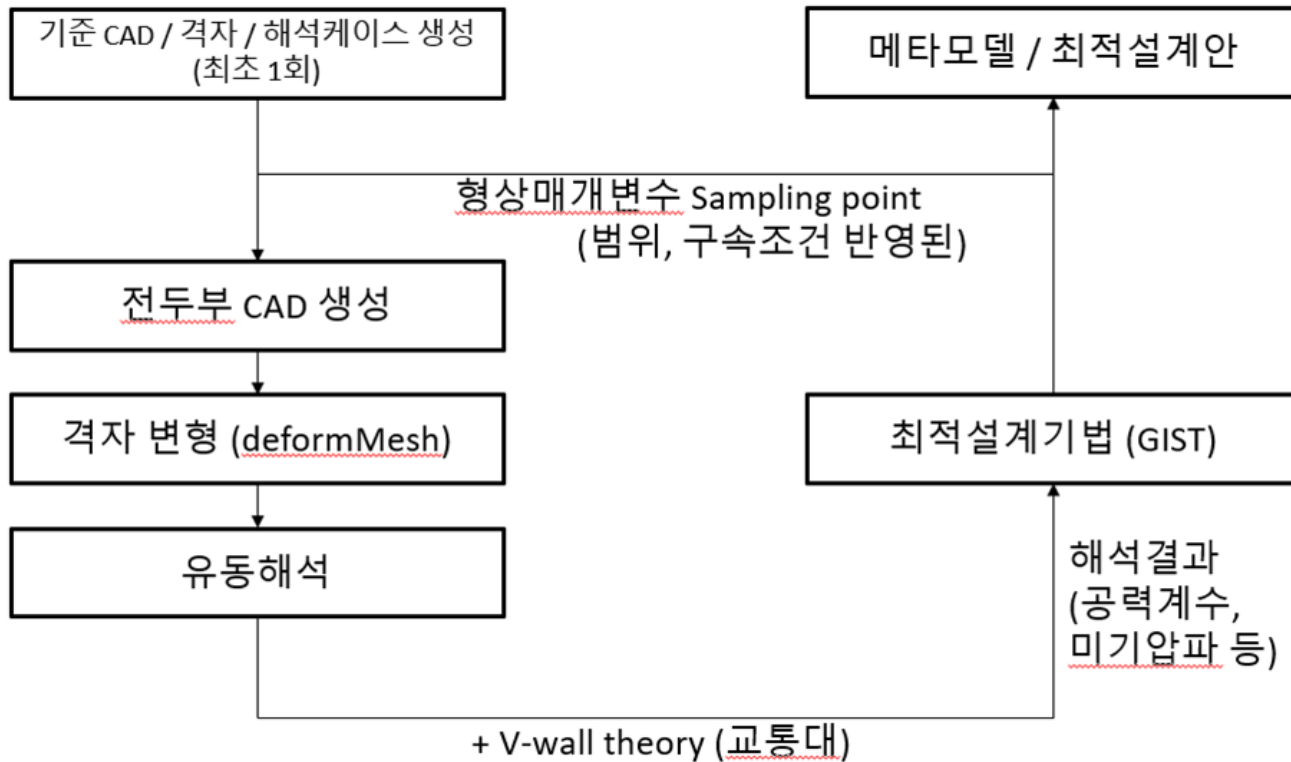 기준 CAD / 격자 / 해석케이스 생성
(최초 1회)
메타모델 / 최적설계안
형상매개변수 Sampling point
(범위, 구속조건 반영된)
전두부 CAD 생성
격자 변형 (deformMesh)
최적설계기법 (GIST)
유동해석
해석결과
(공력계수,
미기압파 등)
+ V-wall theory (교통대)